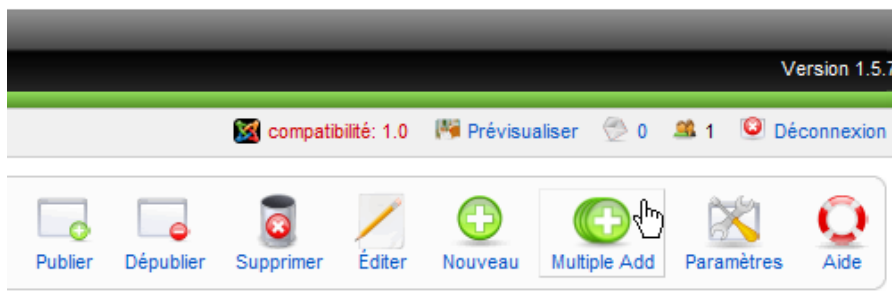 Version 1.5.7
compatibilité: 1.0 Prévisualiser 0 1 Déconnexion
Publier Dépublier Supprimer Éditer Nouveau Multiple Add Paramètres Aide